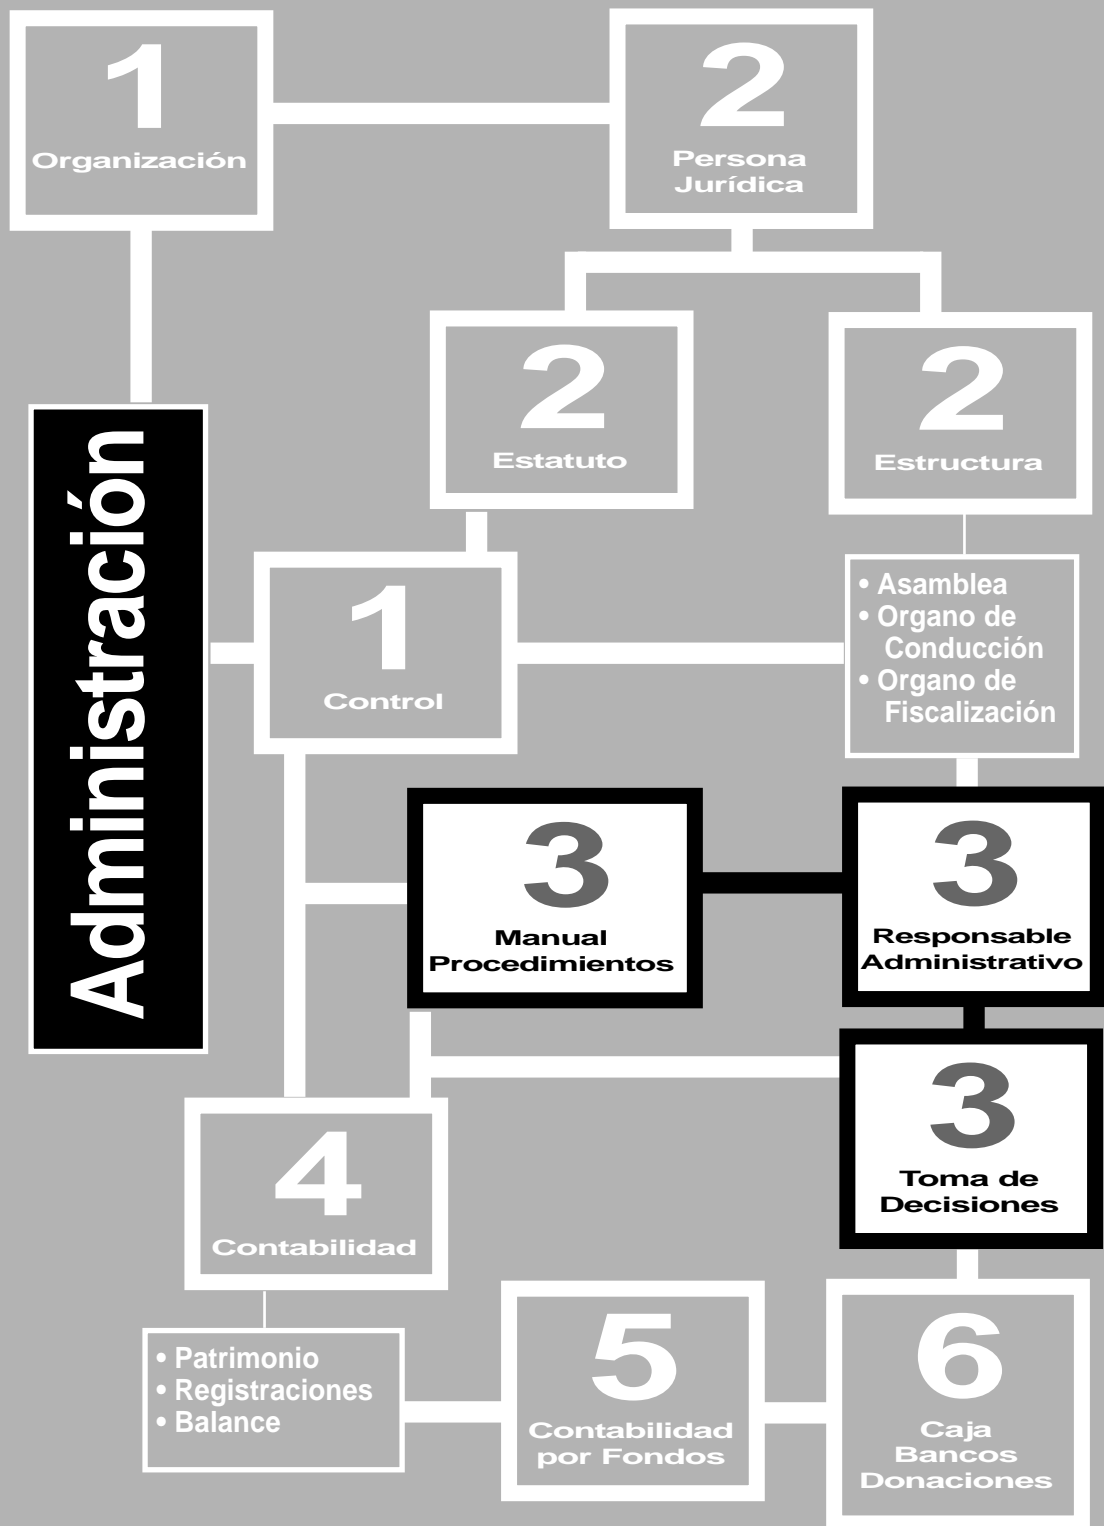 1
Organización
2
Persona
Jurídica
2
Estatuto
2
Estructura
Administración
1
Control
• Asamblea
• Organo de
Conducción
• Organo de
Fiscalización
3
Manual
Procedimientos
3
Responsable
Administrativo
3
Toma de
Decisiones
4
Contabilidad
• Patrimonio
• Registraciones
• Balance
5
Contabilidad
por Fondos
6
Caja
Bancos
Donaciones